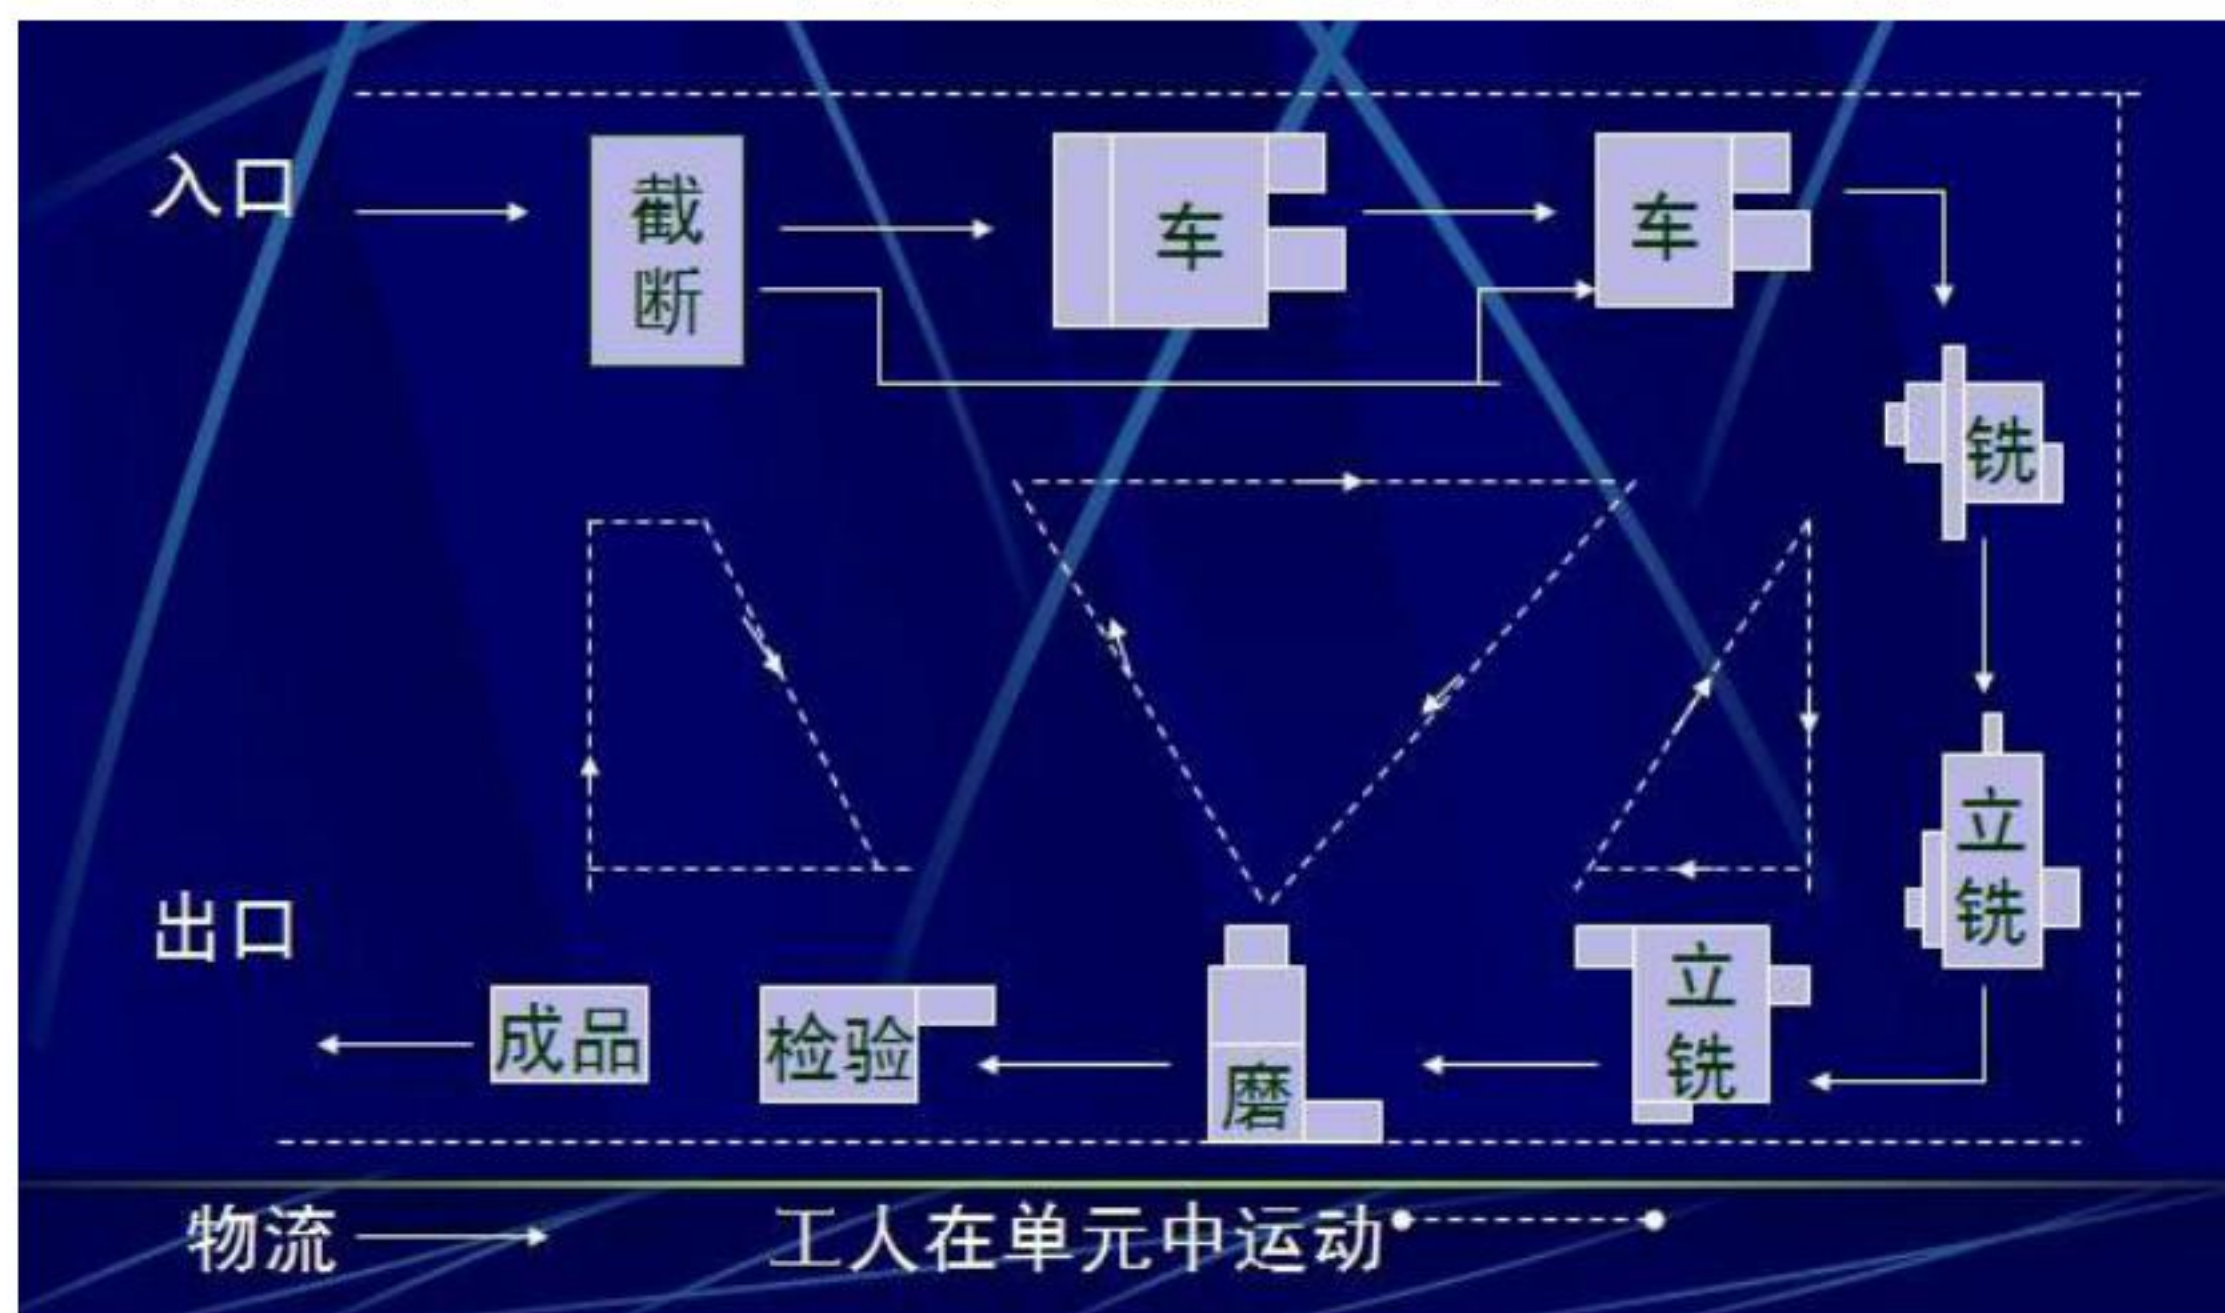 入口
截断
车
车
铣
立铣
出口
成品
检验
磨
立铣
物流
工人在单元中运动